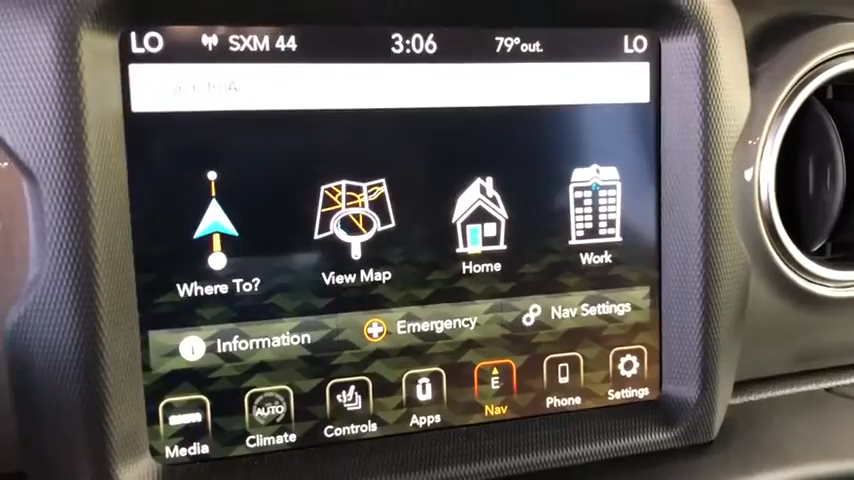 LO SXM 44 3:06 79°out. LO
Where To? View Map Home Work
i Information Emergency Nav Settings
AUTO E
Media Climate Controls Apps Nav Phone Settings